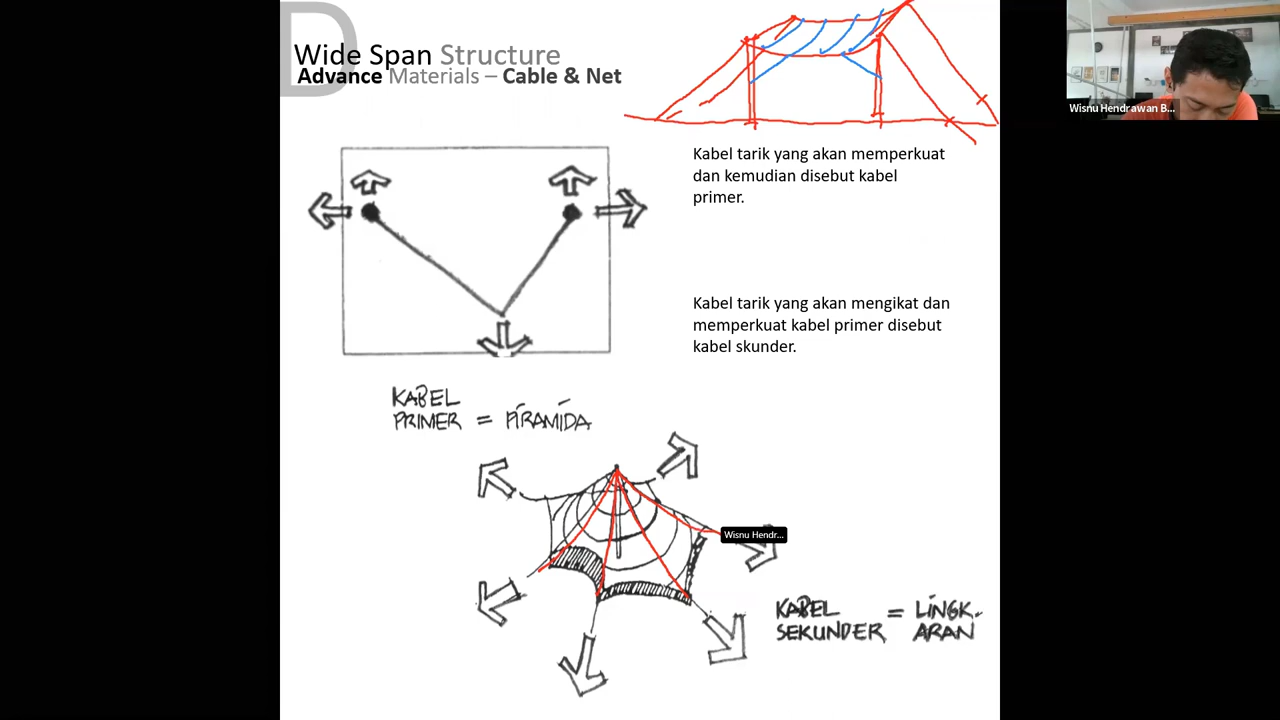 D
Wide Span Structure
Advance Materials – Cable & Net
Wisnu Hendrawan B...
Kabel tarik yang akan memperkuat
dan kemudian disebut kabel
primer.
Kabel tarik yang akan mengikat dan
memperkuat kabel primer disebut
kabel skunder.
KABEL
PRIMER = PIRAMIDA
Wisnu Hendr...
KABEL = LINGK-
SEKUNDER ARAN